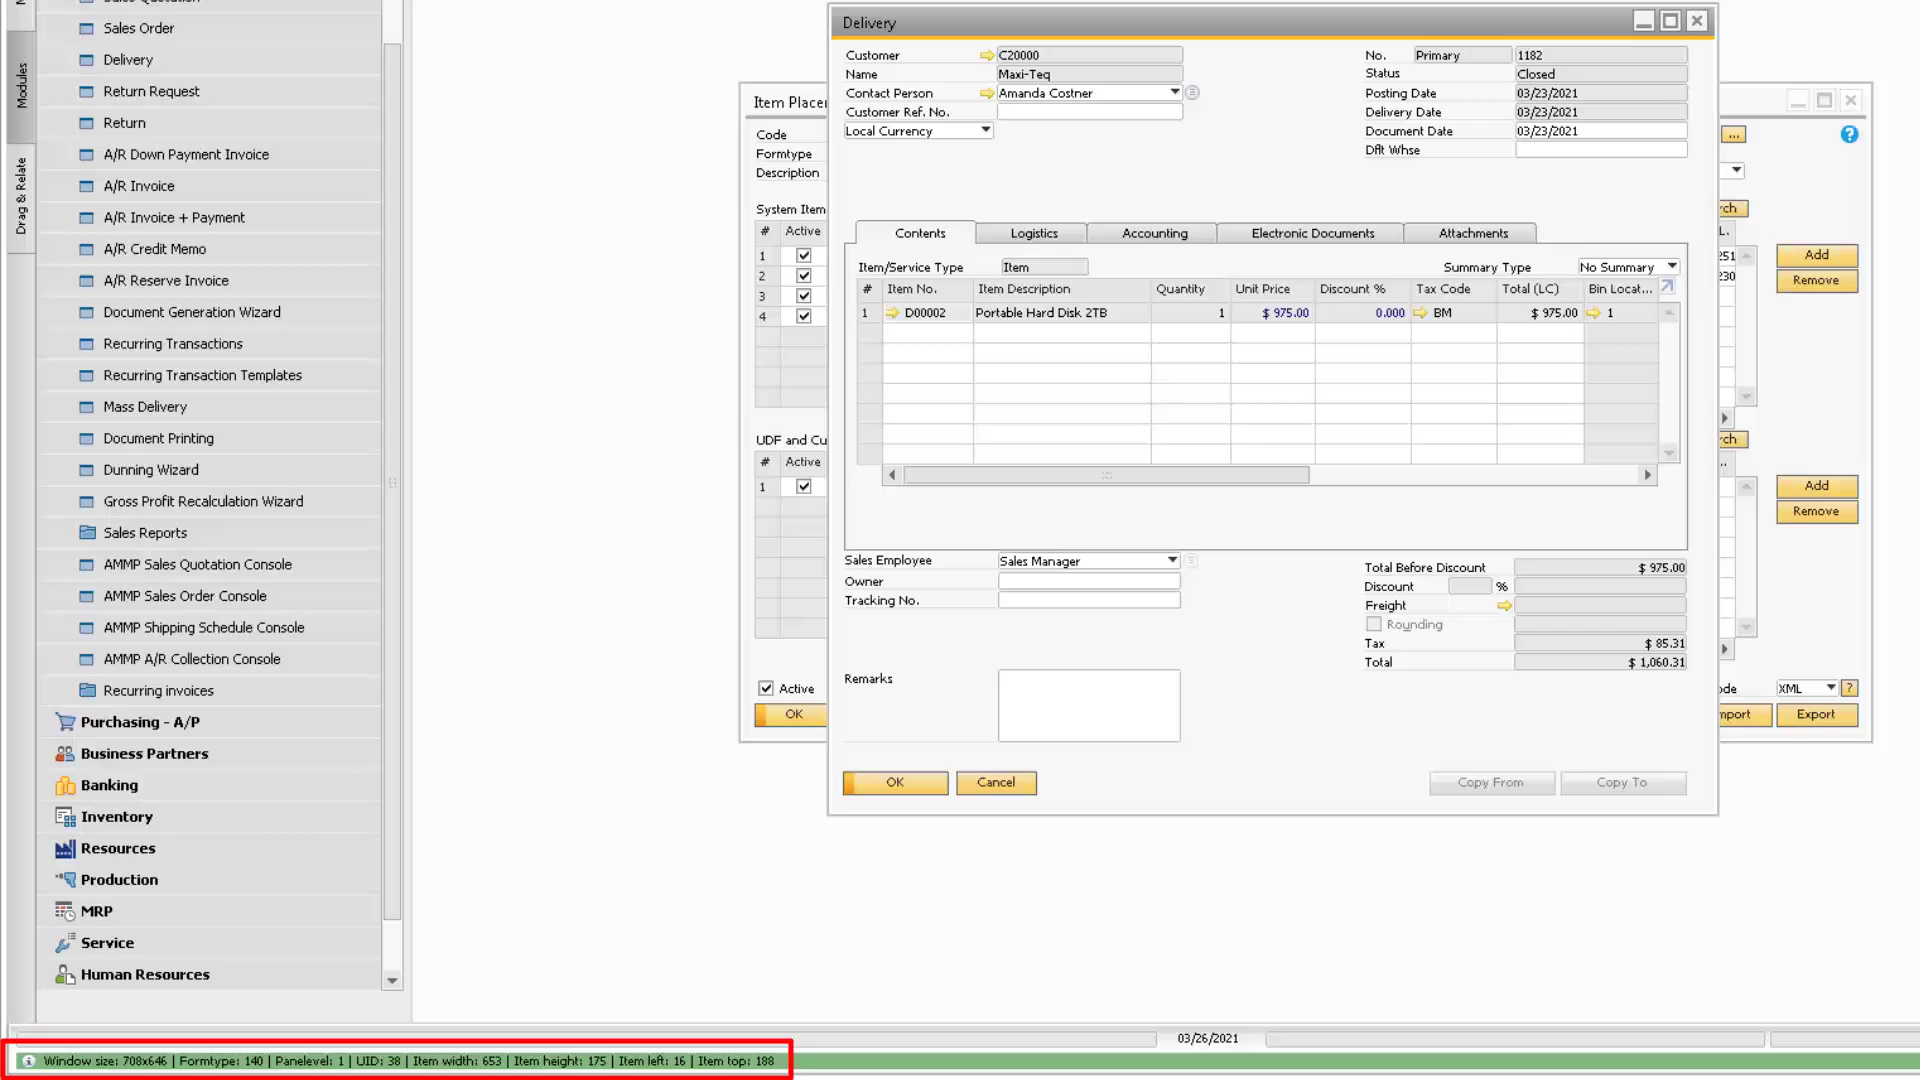 Sales Order
Delivery
Return Request
Return
A/R Down Payment Invoice
A/R Invoice
A/R Invoice + Payment
A/R Credit Memo
A/R Reserve Invoice
Document Generation Wizard
Recurring Transactions
Recurring Transaction Templates
Mass Delivery
Document Printing
Dunning Wizard
Gross Profit Recalculation Wizard
Sales Reports
AMMP Sales Quotation Console
AMMP Sales Order Console
AMMP Shipping Schedule Console
AMMP A/R Collection Console
Recurring invoices
Purchasing - A/P
Business Partners
Banking
Inventory
Resources
Production
MRP
Service
Human Resources
Modules
Drag & Relate
Item Placem
Code
Formtype
Description
System Item
# Active
1
2
3
4
UDF and Cu
# Active
1
Active
OK
Delivery
Customer C20000
Name Maxi-Teq
Contact Person Amanda Costner
Customer Ref. No.
Local Currency
No. Primary 1182
Status Closed
Posting Date 03/23/2021
Delivery Date 03/23/2021
Document Date 03/23/2021
Dflt Whse
Contents Logistics Accounting Electronic Documents Attachments
Item/Service Type Item Summary Type No Summary
# Item No. Item Description Quantity Unit Price Discount % Tax Code Total (LC) Bin Locat...
1 D00002 Portable Hard Disk 2TB 1 $ 975.00 0.000 BM $ 975.00 1
Sales Employee Sales Manager
Owner
Tracking No.
Remarks
Total Before Discount $ 975.00
Discount %
Freight
Rounding
Tax $ 85.31
Total $ 1,060.31
OK Cancel Copy From Copy To
...
?
rch
L.
251
230
Add
Remove
rch
..
Add
Remove
ode XML ?
mport Export
03/26/2021
Window size: 708x646 | Formtype: 140 | Panelevel: 1 | UID: 38 | Item width: 653 | Item height: 175 | Item left: 16 | Item top: 188